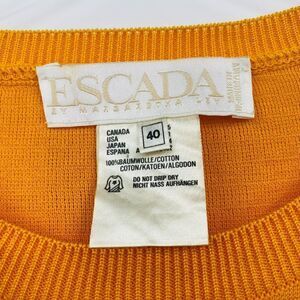 ESCADA
BY MARGARETHA LEY
CANADA
USA
JAPAN
ESPANA A
40
100%BAUMWOLLE/COTTON
COTON/KATOEN/ALGODON
DO NOT DRIP DRY
NICHT NASS AUFHÄNGEN